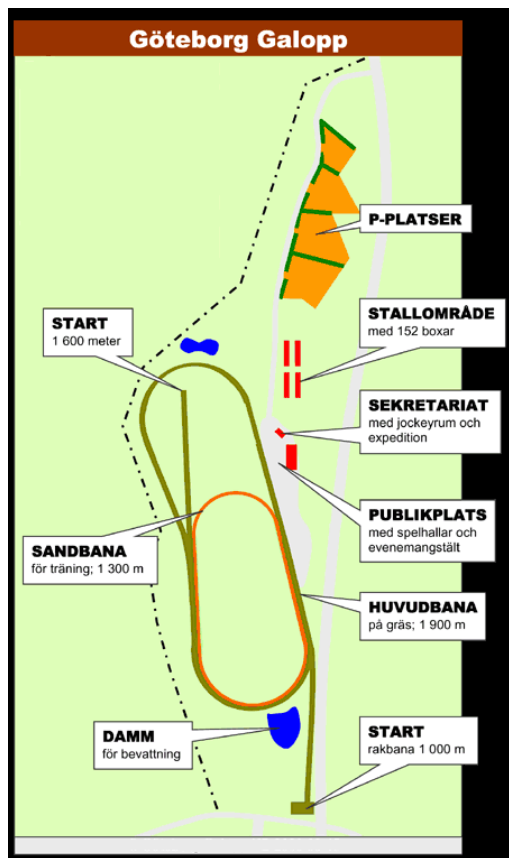 Göteborg Galopp
P-PLATSER
START
1 600 meter
STALLOMRÅDE
med 152 boxar
SEKRETARIAT
med jockeyrum och
expedition
PUBLIKPLATS
med spelhallar och
evenemangstält
SANDBANA
för träning; 1 300 m
HUVUDBANA
på gräs; 1 900 m
DAMM
för bevattning
START
rakbana 1 000 m